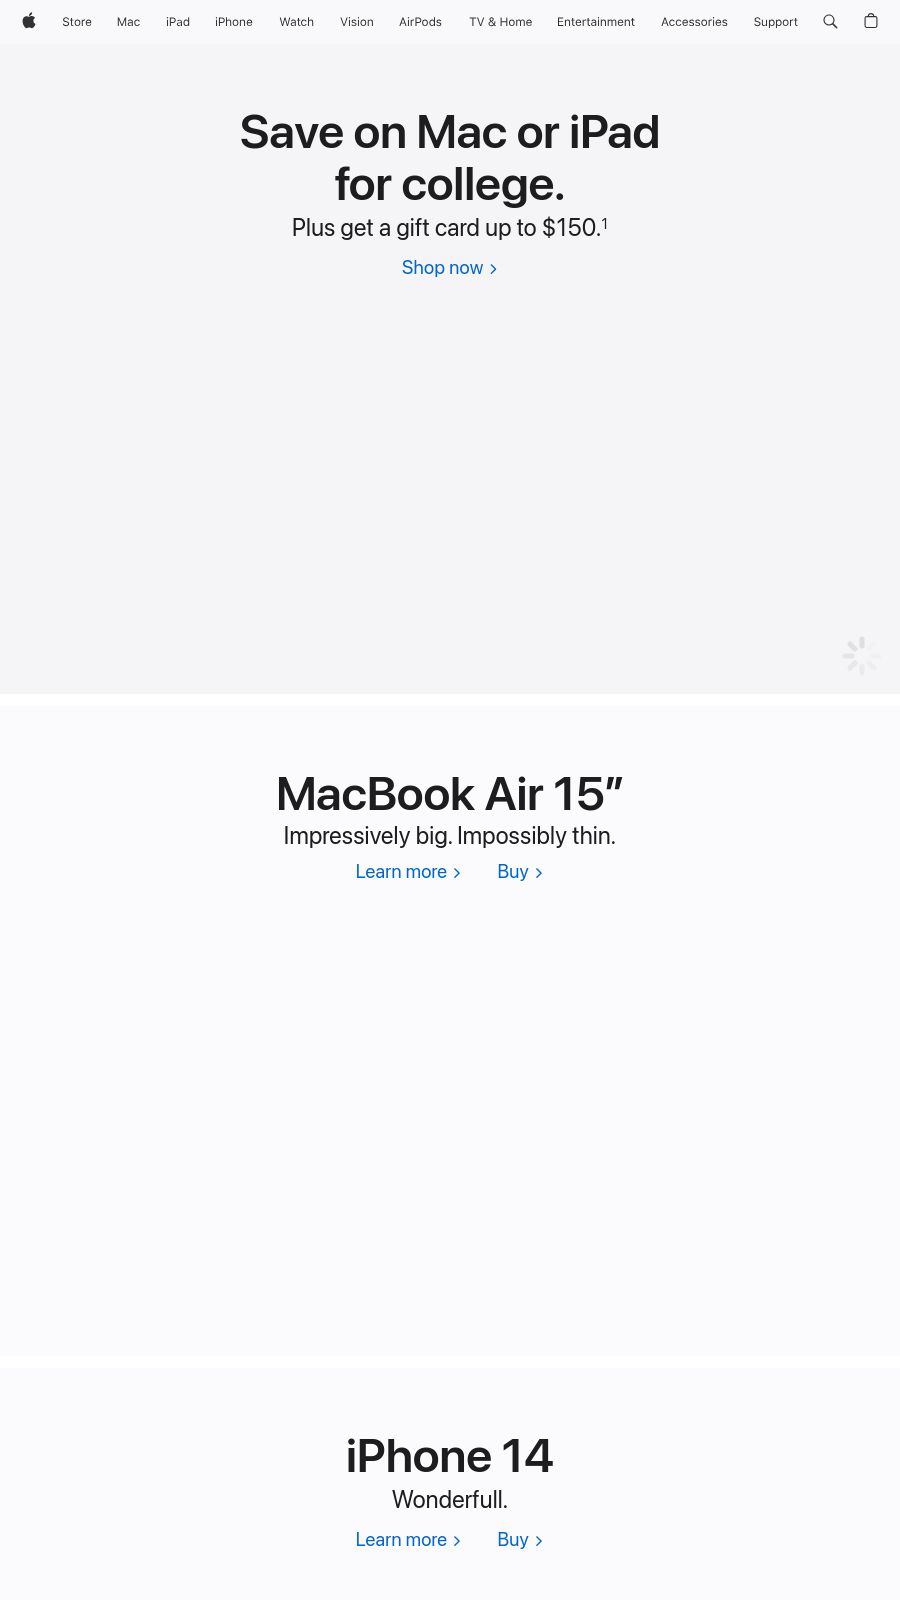 Store Mac iPad iPhone Watch Vision AirPods TV & Home Entertainment Accessories Support
Save on Mac or iPad
for college.
Plus get a gift card up to $150.¹
Shop now >
MacBook Air 15”
Impressively big. Impossibly thin.
Learn more > Buy >
iPhone 14
Wonderfull.
Learn more > Buy >